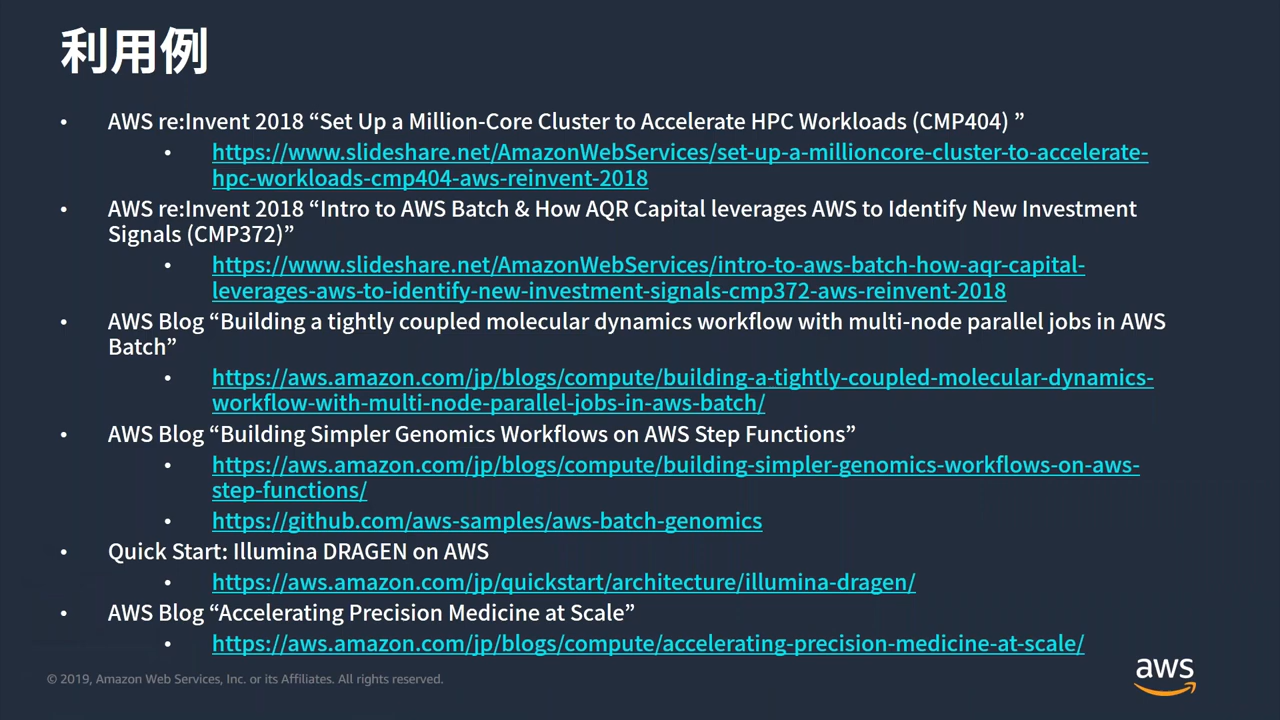 利用例
• AWS re:Invent 2018 “Set Up a Million-Core Cluster to Accelerate HPC Workloads (CMP404) ”
• https://www.slideshare.net/AmazonWebServices/set-up-a-millioncore-cluster-to-accelerate-
hpc-workloads-cmp404-aws-reinvent-2018
• AWS re:Invent 2018 “Intro to AWS Batch & How AQR Capital leverages AWS to Identify New Investment
Signals (CMP372)”
• https://www.slideshare.net/AmazonWebServices/intro-to-aws-batch-how-aqr-capital-
leverages-aws-to-identify-new-investment-signals-cmp372-aws-reinvent-2018
• AWS Blog “Building a tightly coupled molecular dynamics workflow with multi-node parallel jobs in AWS
Batch”
• https://aws.amazon.com/jp/blogs/compute/building-a-tightly-coupled-molecular-dynamics-
workflow-with-multi-node-parallel-jobs-in-aws-batch/
• AWS Blog “Building Simpler Genomics Workflows on AWS Step Functions”
• https://aws.amazon.com/jp/blogs/compute/building-simpler-genomics-workflows-on-aws-
step-functions/
• https://github.com/aws-samples/aws-batch-genomics
• Quick Start: Illumina DRAGEN on AWS
• https://aws.amazon.com/jp/quickstart/architecture/illumina-dragen/
• AWS Blog “Accelerating Precision Medicine at Scale”
• https://aws.amazon.com/jp/blogs/compute/accelerating-precision-medicine-at-scale/
© 2019, Amazon Web Services, Inc. or its Affiliates. All rights reserved.
aws